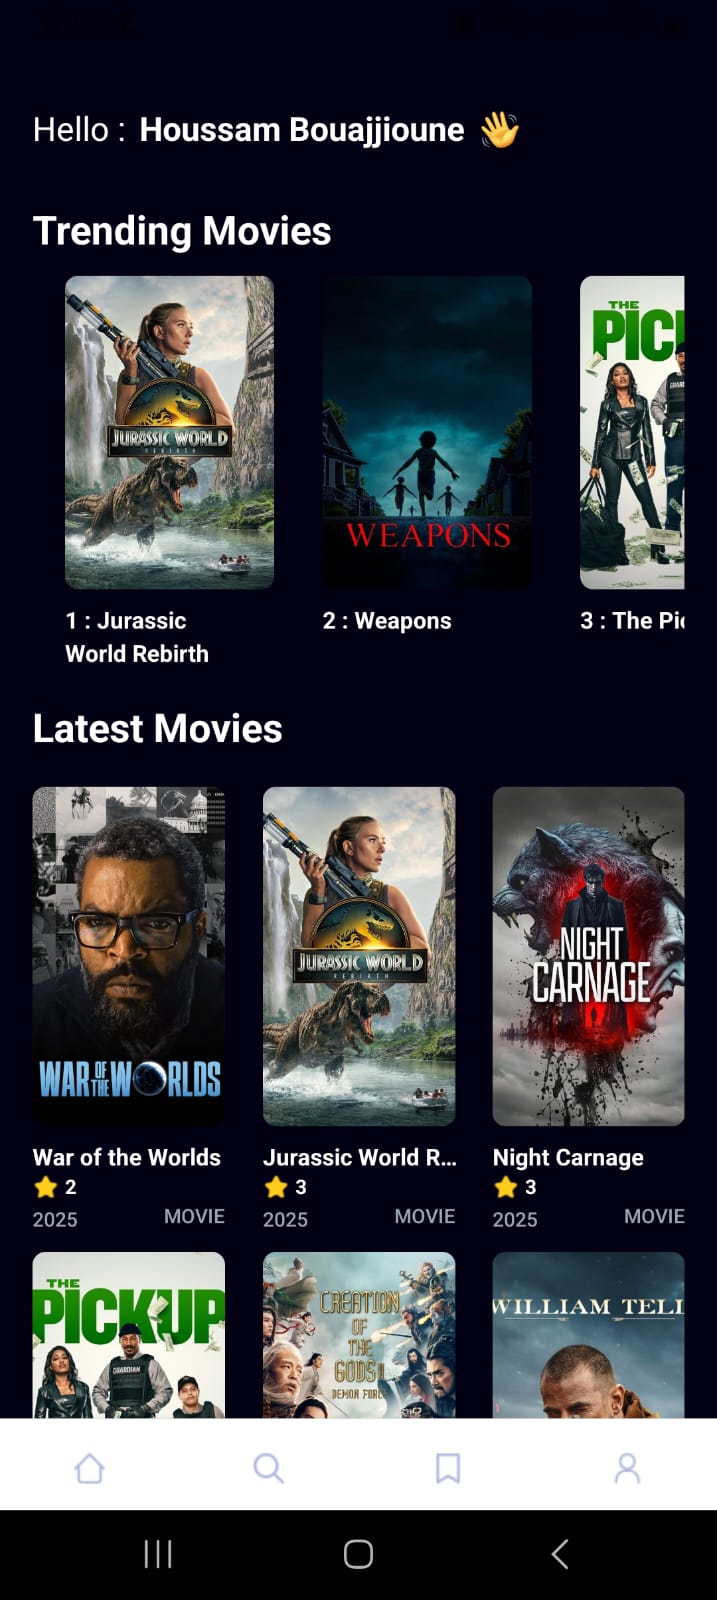 Hello : Houssam Bouajjioune 👋
Trending Movies
JURASSIC WORLD
REBIRTH
WEAPONS
THE
PIC
1 : Jurassic
World Rebirth
2 : Weapons
3 : The Pic
Latest Movies
WAR OF THE WORLDS
JURASSIC WORLD
REBIRTH
NIGHT
CARNAGE
War of the Worlds
Jurassic World R...
Night Carnage
⭐ 2
⭐ 3
⭐ 3
2025 MOVIE
2025 MOVIE
2025 MOVIE
THE
PICKUP
GUARDIAN
CREATION
OF
THE
GODS II
DEMON FORCE
WILLIAM TELL